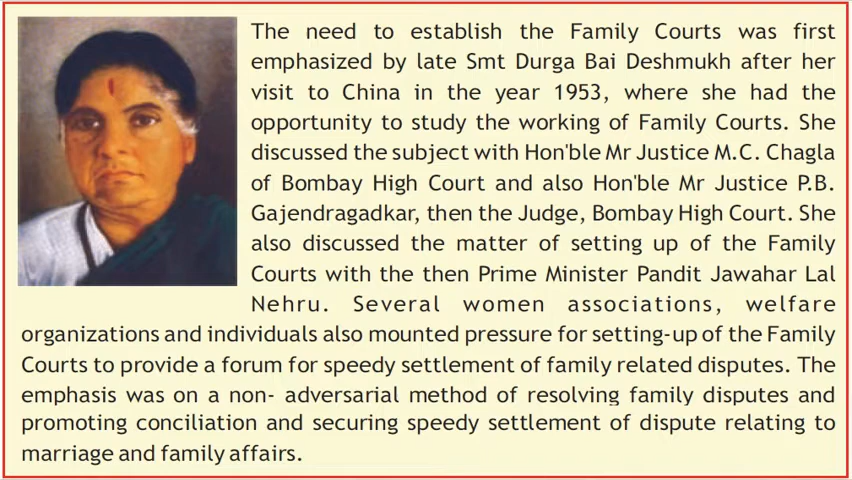 The need to establish the Family Courts was first
emphasized by late Smt Durga Bai Deshmukh after her
visit to China in the year 1953, where she had the
opportunity to study the working of Family Courts. She
discussed the subject with Hon'ble Mr Justice M.C. Chagla
of Bombay High Court and also Hon'ble Mr Justice P.B.
Gajendragadkar, then the Judge, Bombay High Court. She
also discussed the matter of setting up of the Family
Courts with the then Prime Minister Pandit Jawahar Lal
Nehru. Several women associations, welfare
organizations and individuals also mounted pressure for setting-up of the Family
Courts to provide a forum for speedy settlement of family related disputes. The
emphasis was on a non- adversarial method of resolving family disputes and
promoting conciliation and securing speedy settlement of dispute relating to
marriage and family affairs.